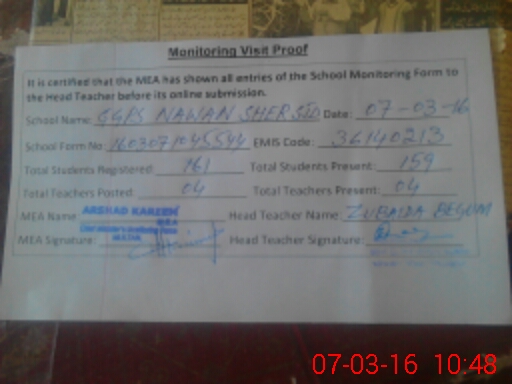 Monitoring Visit Proof
It is certified that the MEA has shown all entries of the School Monitoring Form to
the Head Teacher before its online submission.
School Name: GGPS NAWAN SHER SID Date: 07-03-16
School Form No: 1603071045544 EMIS Code: 36140213
Total Students Registered: 161 Total Students Present: 159
Total Teachers Posted: 04 Total Teachers Present: 04
MEA Name: ARSHAD KAREEM Head Teacher Name: ZUBAIDA BEGUM
MEA
MEA Signature: Head Teacher Signature:
07-03-16 10:48